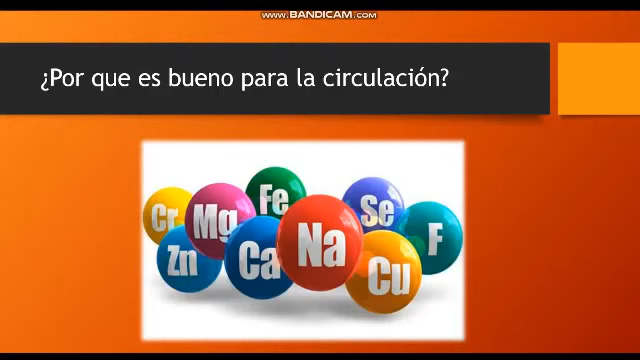 www.BANDICAM.com
¿Por que es bueno para la circulación?
Fe
Se
Cr
Mg
Na
F
Zn
Ca
Cu